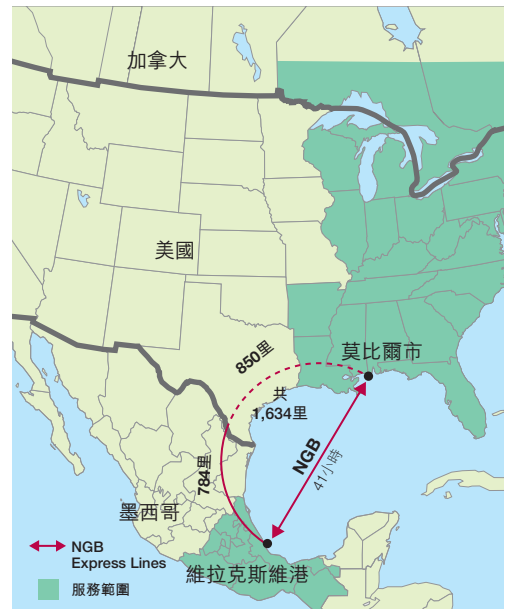 加拿大
美國
850里
莫比爾市
共
1,634里
NGB
41小時
784里
墨西哥
維拉克斯維港
NGB
Express Lines
服務範圍